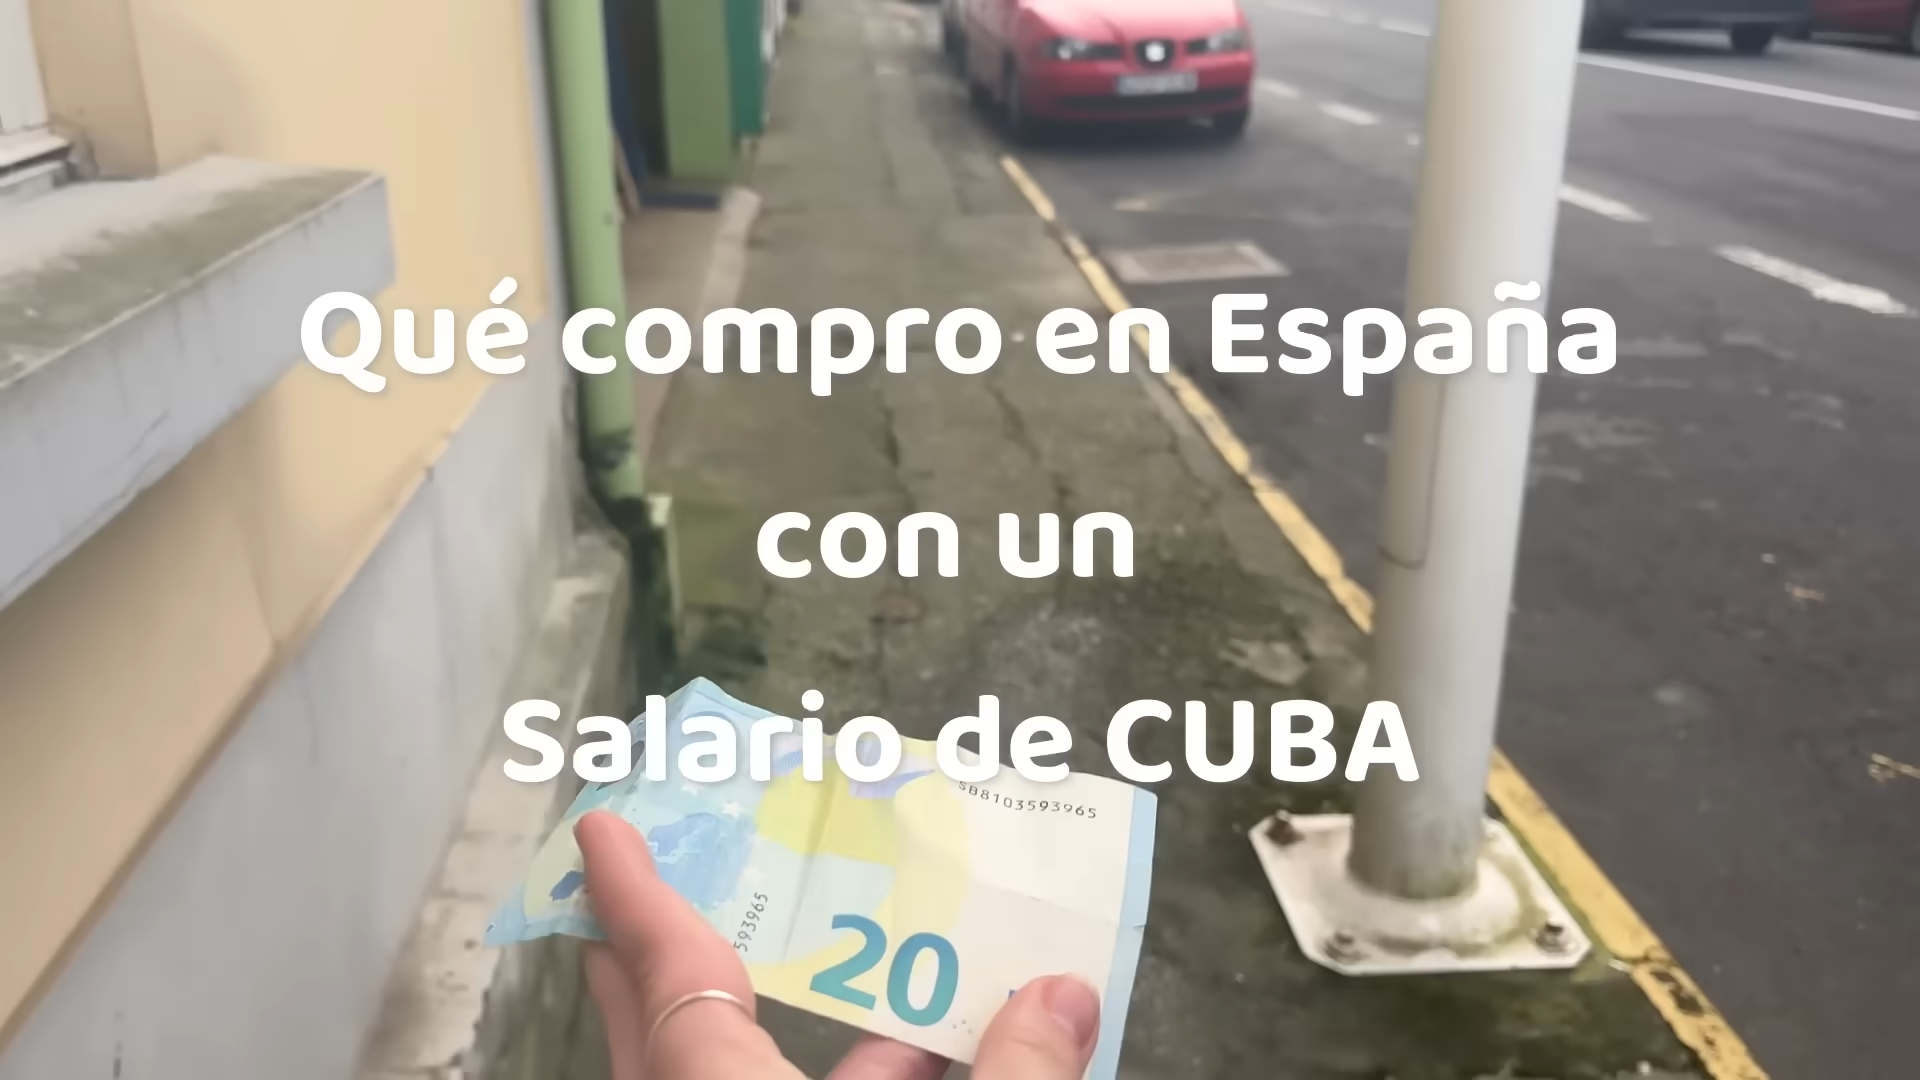 Qué compro en España
con un
Salario de CUBA
SB8103593965
593965
20